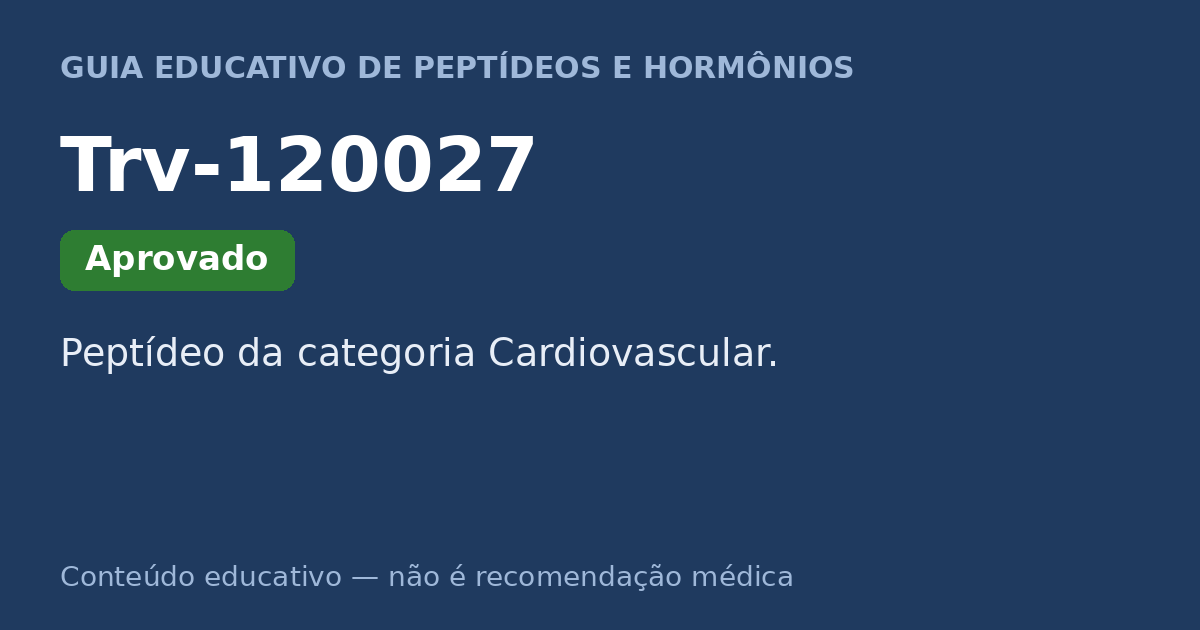 GUIA EDUCATIVO DE PEPTÍDEOS E HORMÔNIOS
Trv-120027
Aprovado
Peptídeo da categoria Cardiovascular.
Conteúdo educativo — não é recomendação médica